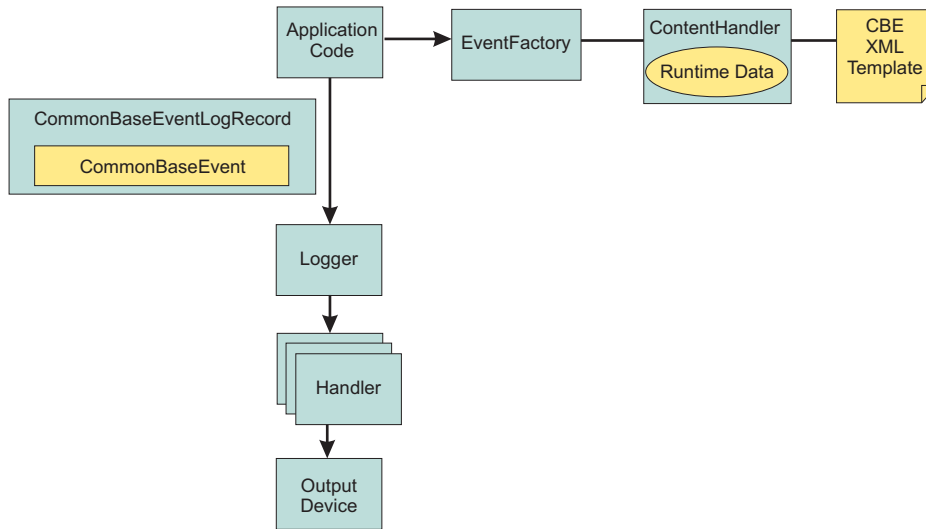 Application
Code
EventFactory
ContentHandler
Runtime Data
CBE
XML
Template
CommonBaseEventLogRecord
CommonBaseEvent
Logger
Handler
Output
Device